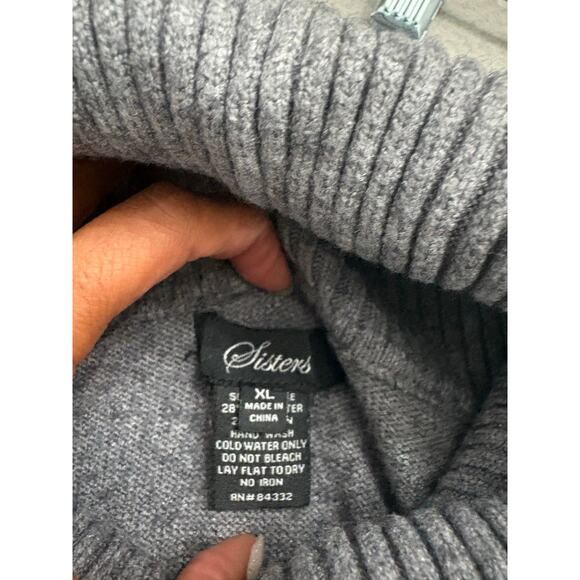 Sisters
XL
MADE IN
CHINA
28
HAND WASH
COLD WATER ONLY
DO NOT BLEACH
LAY FLAT TO DRY
NO IRON
RN# 84332